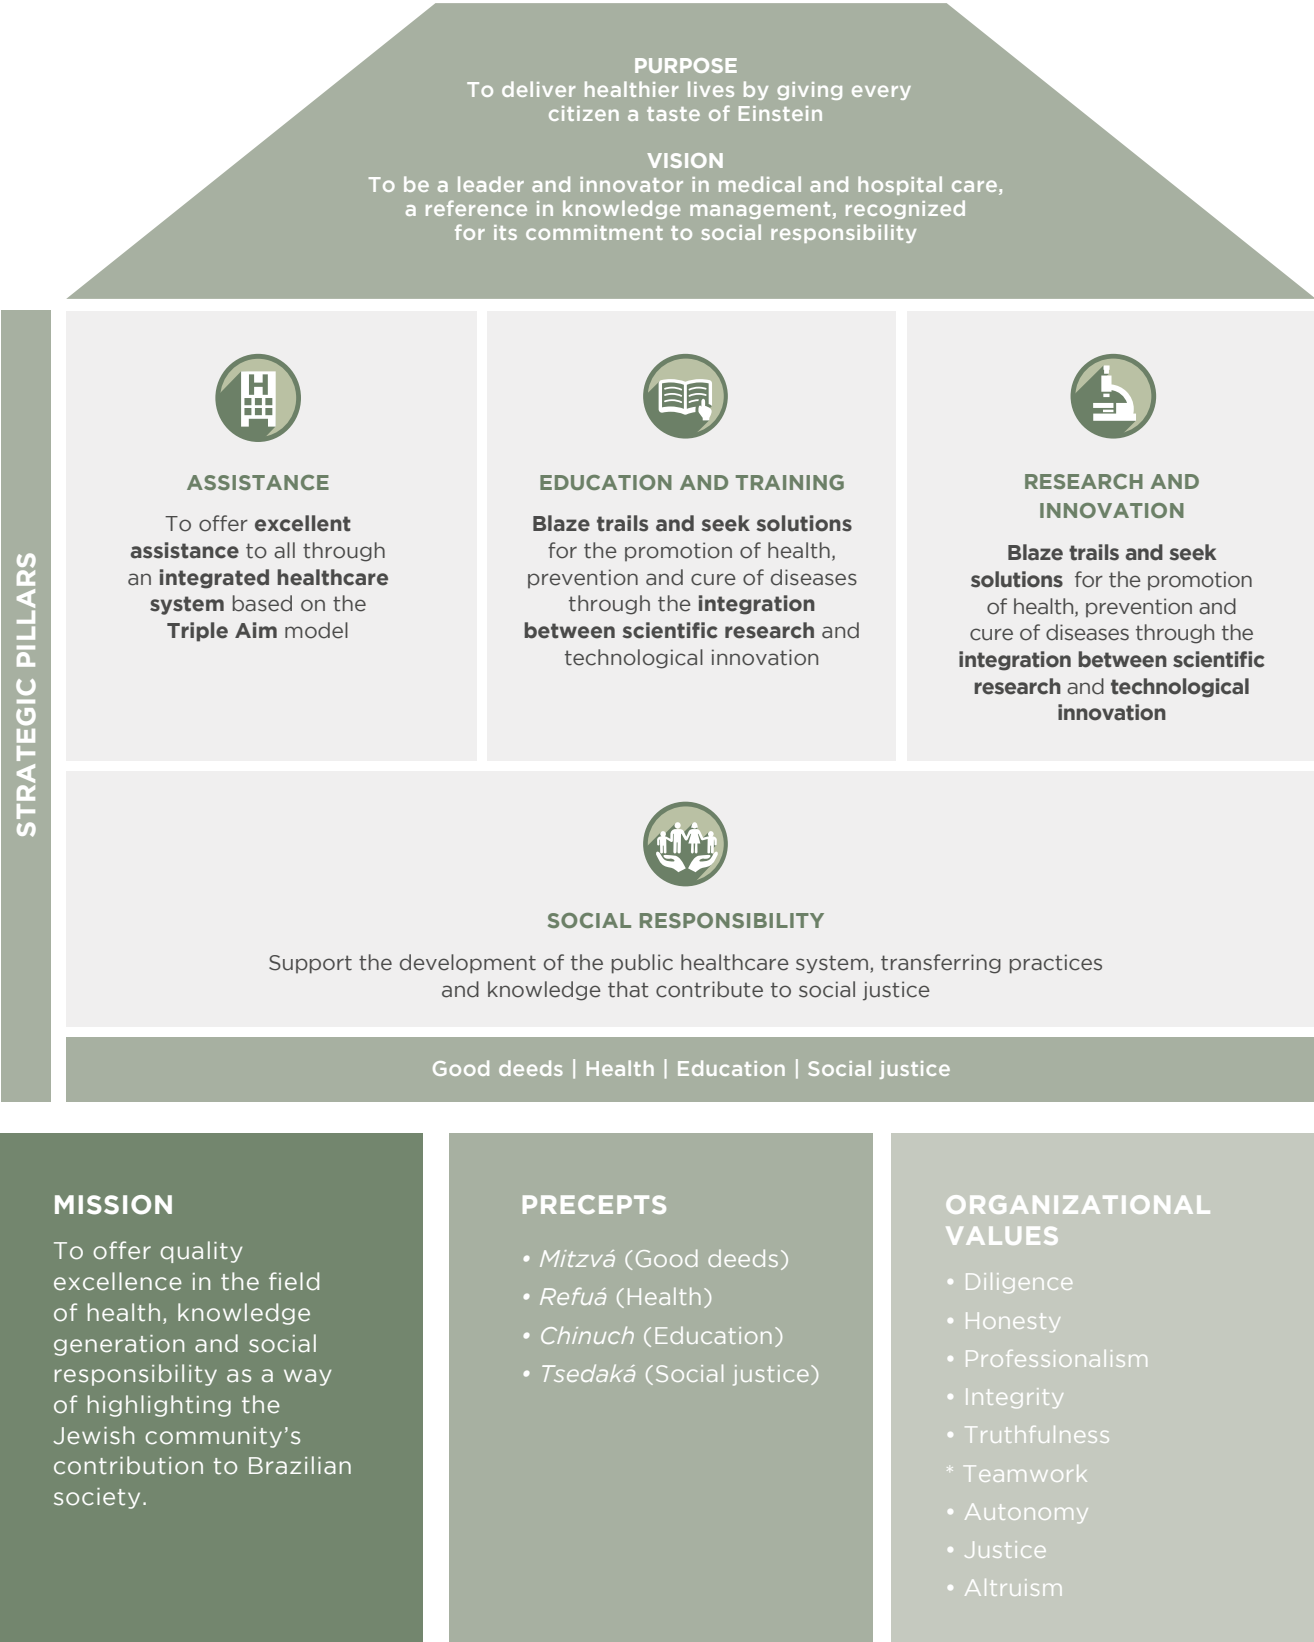 PURPOSE
To deliver healthier lives by giving every
citizen a taste of Einstein
VISION
To be a leader and innovator in medical and hospital care,
a reference in knowledge management, recognized
for its commitment to social responsibility
STRATEGIC PILLARS
H
ASSISTANCE
To offer excellent
assistance to all through
an integrated healthcare
system based on the
Triple Aim model
EDUCATION AND TRAINING
Blaze trails and seek solutions
for the promotion of health,
prevention and cure of diseases
through the integration
between scientific research and
technological innovation
RESEARCH AND
INNOVATION
Blaze trails and seek
solutions for the promotion
of health, prevention and
cure of diseases through the
integration between scientific
research and technological
innovation
SOCIAL RESPONSIBILITY
Support the development of the public healthcare system, transferring practices
and knowledge that contribute to social justice
Good deeds | Health | Education | Social justice
MISSION
To offer quality
excellence in the field
of health, knowledge
generation and social
responsibility as a way
of highlighting the
Jewish community’s
contribution to Brazilian
society.
PRECEPTS
• Mitzvá (Good deeds)
• Refuá (Health)
• Chinuch (Education)
• Tsedaká (Social justice)
ORGANIZATIONAL
VALUES
• Diligence
• Honesty
• Professionalism
• Integrity
• Truthfulness
* Teamwork
• Autonomy
• Justice
• Altruism